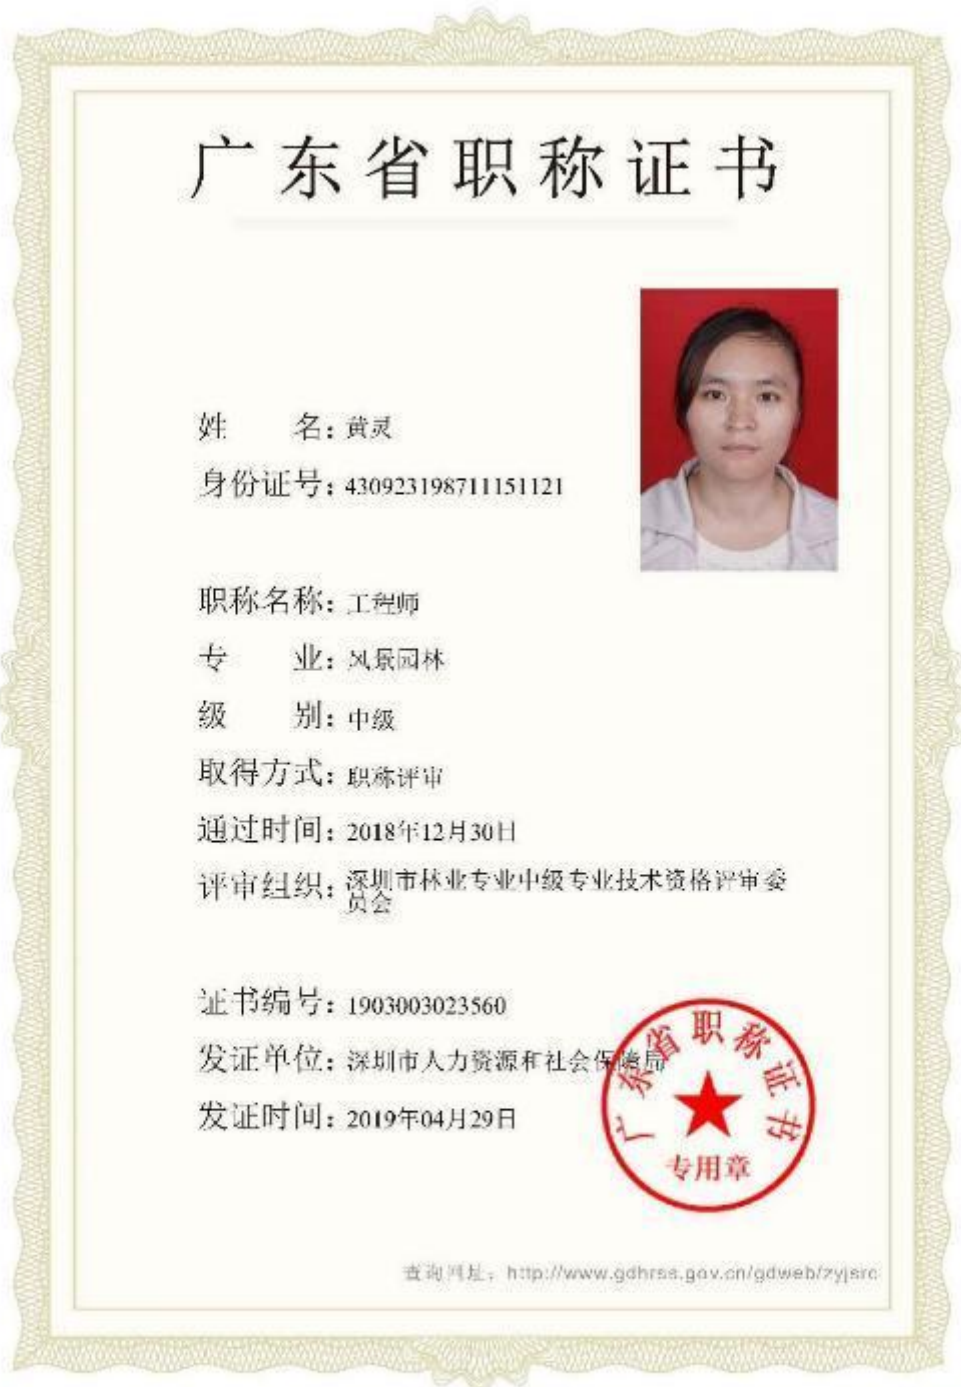 广东省职称证书
姓名：黄灵
身份证号：430923198711151121
职称名称：工程师
专业：风景园林
级别：中级
取得方式：职称评审
通过时间：2018年12月30日
评审组织：深圳市林业专业中级专业技术资格评审委
员会
证书编号：1903003023560
发证单位：深圳市人力资源和社会保障局
发证时间：2019年04月29日
广东省职称证书
专用章
查询网址：http://www.gdhrss.gov.cn/gdweb/zyjsrc